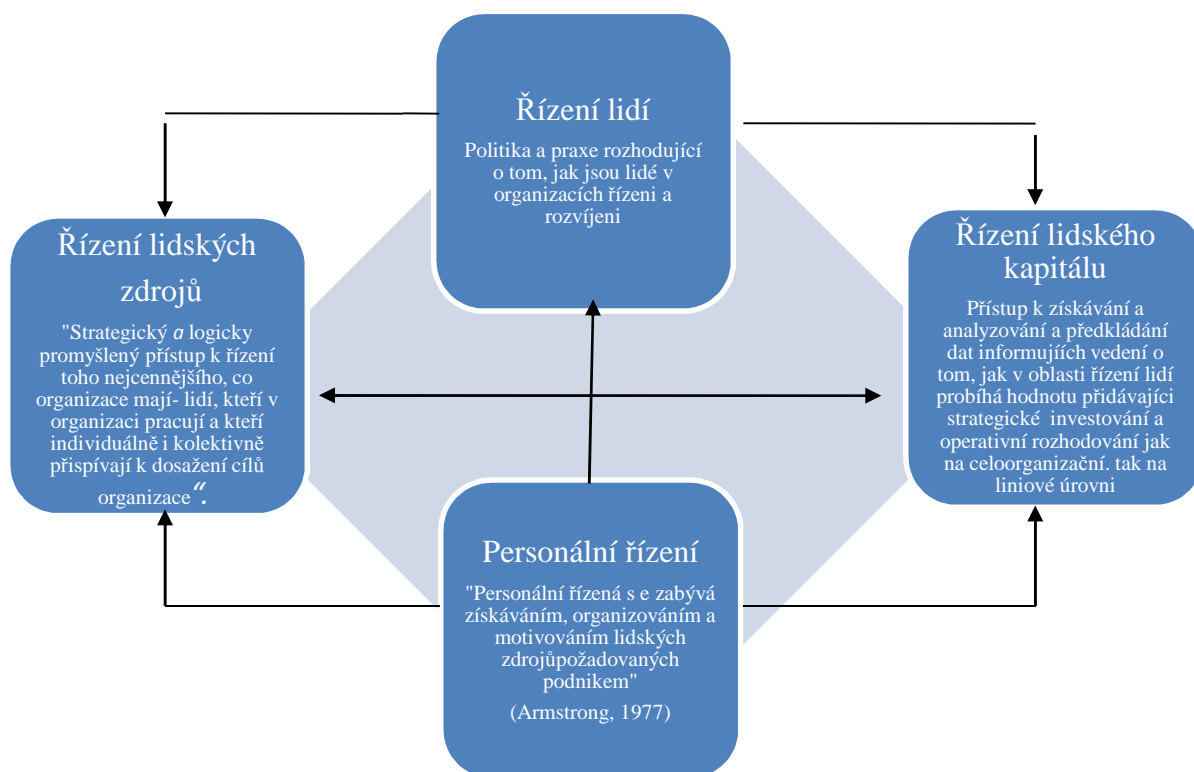 Řízení lidí
Politika a praxe rozhodující
o tom, jak jsou lidé v
organizacích řízeni a
rozvíjeni
Řízení lidských
zdrojů
"Strategický a logicky
promyšlený přístup k řízení
toho nejcennějšího, co
organizace mají- lidí, kteří v
organizaci pracují a kteří
individuálně i kolektivně
přispívají k dosažení cílů
organizace“.
Řízení lidského
kapitálu
Přístup k získávání a
analyzování a předkládání
dat informujíích vedení o
tom, jak v oblasti řízení lidí
probíhá hodnotu přidávajíci
strategické investování a
operativní rozhodování jak
na celoorganizační. tak na
liniové úrovni
Personální řízení
"Personální řízená s e zabývá
získáváním, organizováním a
motivováním lidských
zdrojůpožadovaných
podnikem"
(Armstrong, 1977)